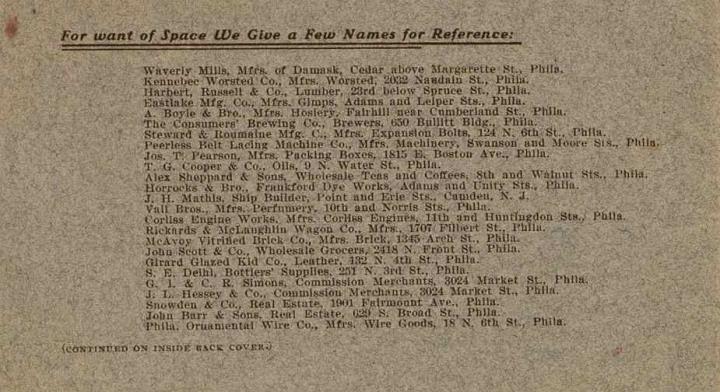 For want of Space We Give a Few Names for Reference:
Waverly Mills, Mfrs. of Damask, Cedar above Margarette St., Phila.
Kennebec Worsted Co., Mfrs. Worsted, 2032 Naudain St., Phila.
Harbert, Russell & Co., Lumber, 23rd below Spruce St., Phila.
Eastlake Mfg. Co., Mfrs. Gimps, Adams and Leiper Sts., Phila.
A. Boyle & Bro., Mfrs. Hosiery, Fairhill near Cumberland St., Phila.
The Consumers' Brewing Co., Brewers, 650 Bullitt Bldg., Phila.
Steward & Roumaine Mfg. C., Mfrs. Expansion Bolts, 124 N. 6th St., Phila.
Peerless Belt Lacing Machine Co., Mfrs. Machinery, Swanson and Moore Sts., Phila.
Jos. T. Pearson, Mfrs. Packing Boxes, 1815 E. Boston Ave., Phila.
T. G. Cooper & Co., Oils, 9 N. Water St., Phila.
Alex Sheppard & Sons, Wholesale Teas and Coffees, 8th and Walnut Sts., Phila.
Horrocks & Bro., Frankford Dye Works, Adams and Unity Sts., Phila.
J. H. Mathis, Ship Builder, Point and Erie Sts., Camden, N. J.
Vail Bros., Mfrs. Perfumery, 10th and Norris Sts., Phila.
Corliss Engine Works, Mfrs. Corliss Engines, 11th and Huntingdon Sts., Phila.
Rickards & McLaughlin Wagon Co., Mfrs., 1707 Filbert St., Phila.
McAvoy Vitrified Brick Co., Mfrs. Brick, 1345 Arch St., Phila.
John Scott & Co., Wholesale Grocers, 2418 N. Front St., Phila.
Girard Glazed Kid Co., Leather, 432 N. 4th St., Phila.
S. E. Delhi, Bottlers' Supplies, 251 N. 3rd St., Phila.
G. I. & C. R. Simons, Commission Merchants, 3024 Market St., Phila.
J. L. Hessey & Co., Commission Merchants, 3024 Market St., Phila.
Snowden & Co., Real Estate, 1901 Fairmount Ave., Phila.
John Barr & Sons, Real Estate, 629 S. Broad St., Phila.
Phila. Ornamental Wire Co., Mfrs. Wire Goods, 18 N. 6th St., Phila.
(CONTINUED ON INSIDE BACK COVER.)